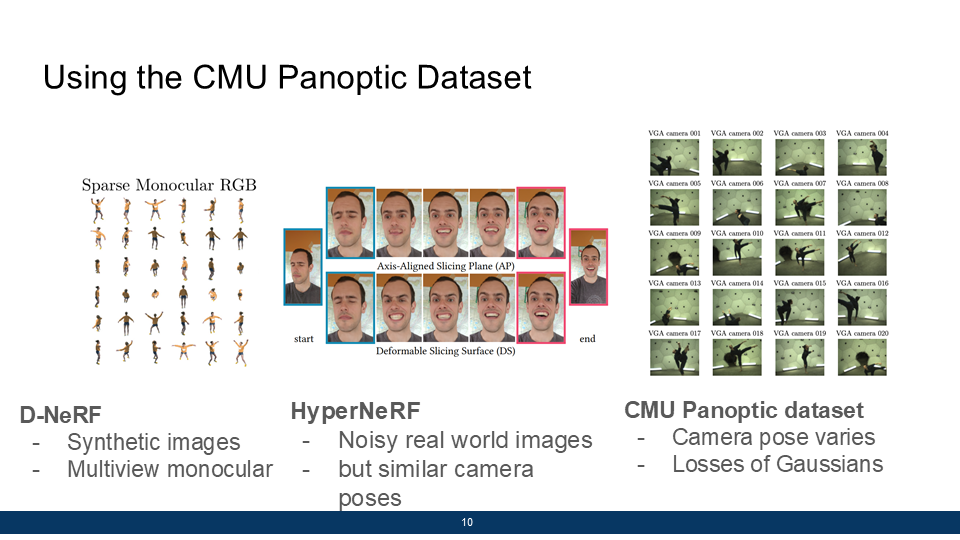 Using the CMU Panoptic Dataset
Sparse Monocular RGB
Axis-Aligned Slicing Plane (AP)
start
end
Deformable Slicing Surface (DS)
VGA camera 001 VGA camera 002 VGA camera 003 VGA camera 004
VGA camera 005 VGA camera 006 VGA camera 007 VGA camera 008
VGA camera 009 VGA camera 010 VGA camera 011 VGA camera 012
VGA camera 013 VGA camera 014 VGA camera 015 VGA camera 016
VGA camera 017 VGA camera 018 VGA camera 019 VGA camera 020
D-NeRF
- Synthetic images
- Multiview monocular
HyperNeRF
- Noisy real world images
- but similar camera
poses
CMU Panoptic dataset
- Camera pose varies
- Losses of Gaussians
10